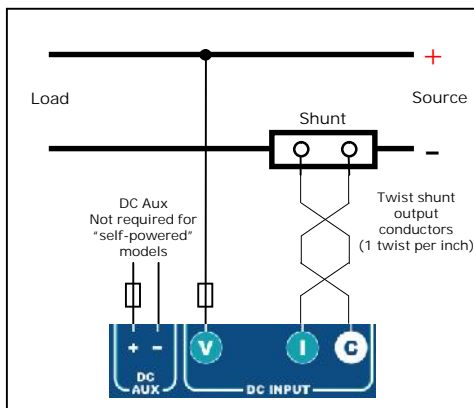 +
Load
Source
Shunt
-
DC Aux
Not required for
"self-powered"
models
Twist shunt
output
conductors
(1 twist per inch)
+ -
V
I
C
DC
AUX
DC INPUT